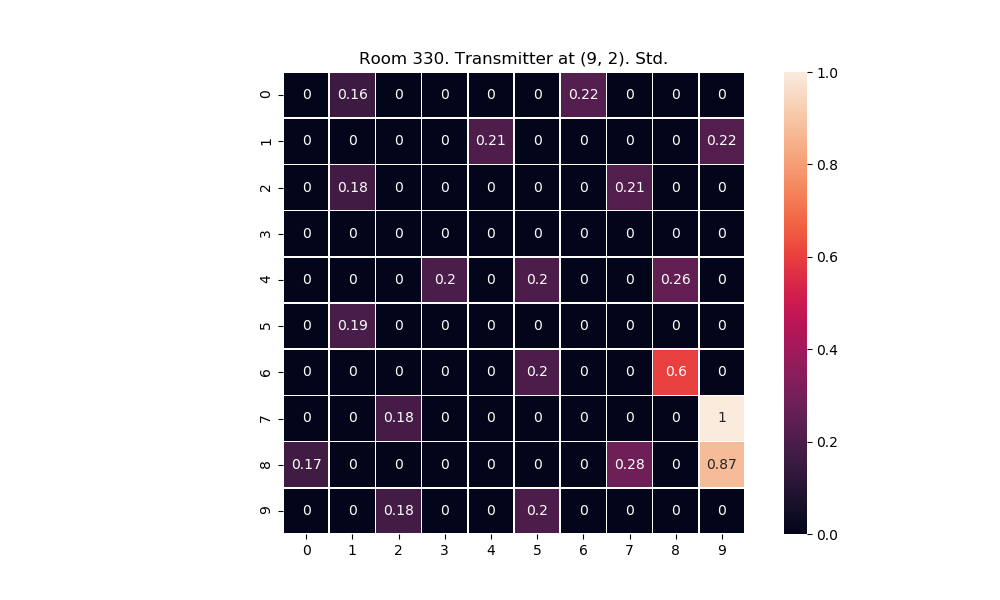 Room 330. Transmitter at (9, 2). Std.
0 0 0.16 0 0 0 0 0.22 0 0 0
1 0 0 0 0 0.21 0 0 0 0 0.22
2 0 0.18 0 0 0 0 0 0.21 0 0
3 0 0 0 0 0 0 0 0 0 0
4 0 0 0 0.2 0 0.2 0 0 0.26 0
5 0 0.19 0 0 0 0 0 0 0 0
6 0 0 0 0 0 0.2 0 0 0.6 0
7 0 0 0.18 0 0 0 0 0 0 1
8 0.17 0 0 0 0 0 0 0.28 0 0.87
9 0 0 0.18 0 0 0.2 0 0 0 0
0 1 2 3 4 5 6 7 8 9
1.0
0.8
0.6
0.4
0.2
0.0